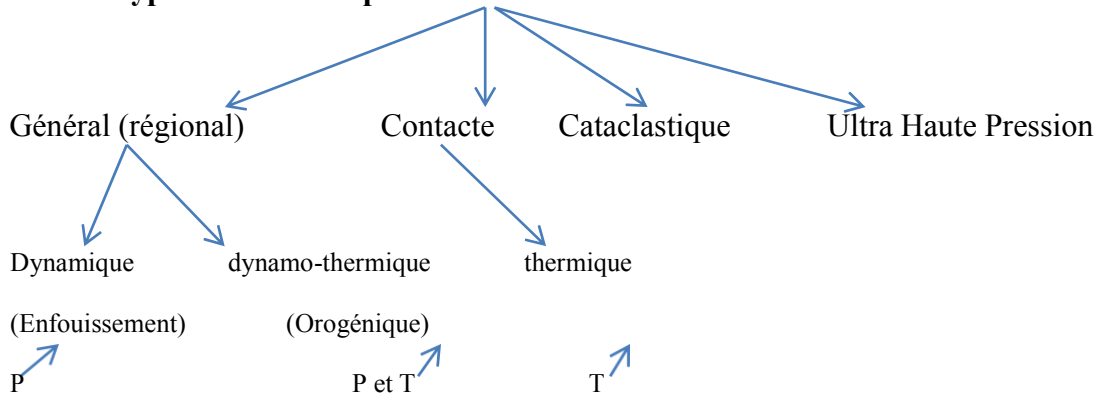 Général (régional) Contacte Cataclastique Ultra Haute Pression
Dynamique dynamo-thermique thermique
(Enfouissement) (Orogénique)
P P et T T